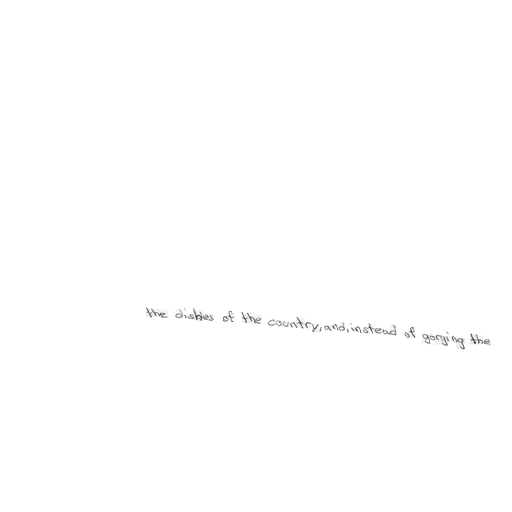 the dishes of the country, and, instead of gorging the